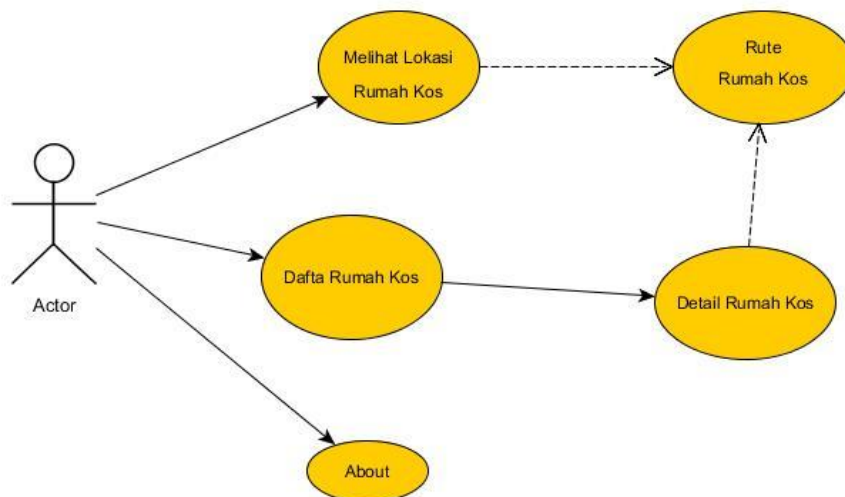 Melihat Lokasi
Rumah Kos
Rute
Rumah Kos
Actor
Dafta Rumah Kos
Detail Rumah Kos
About